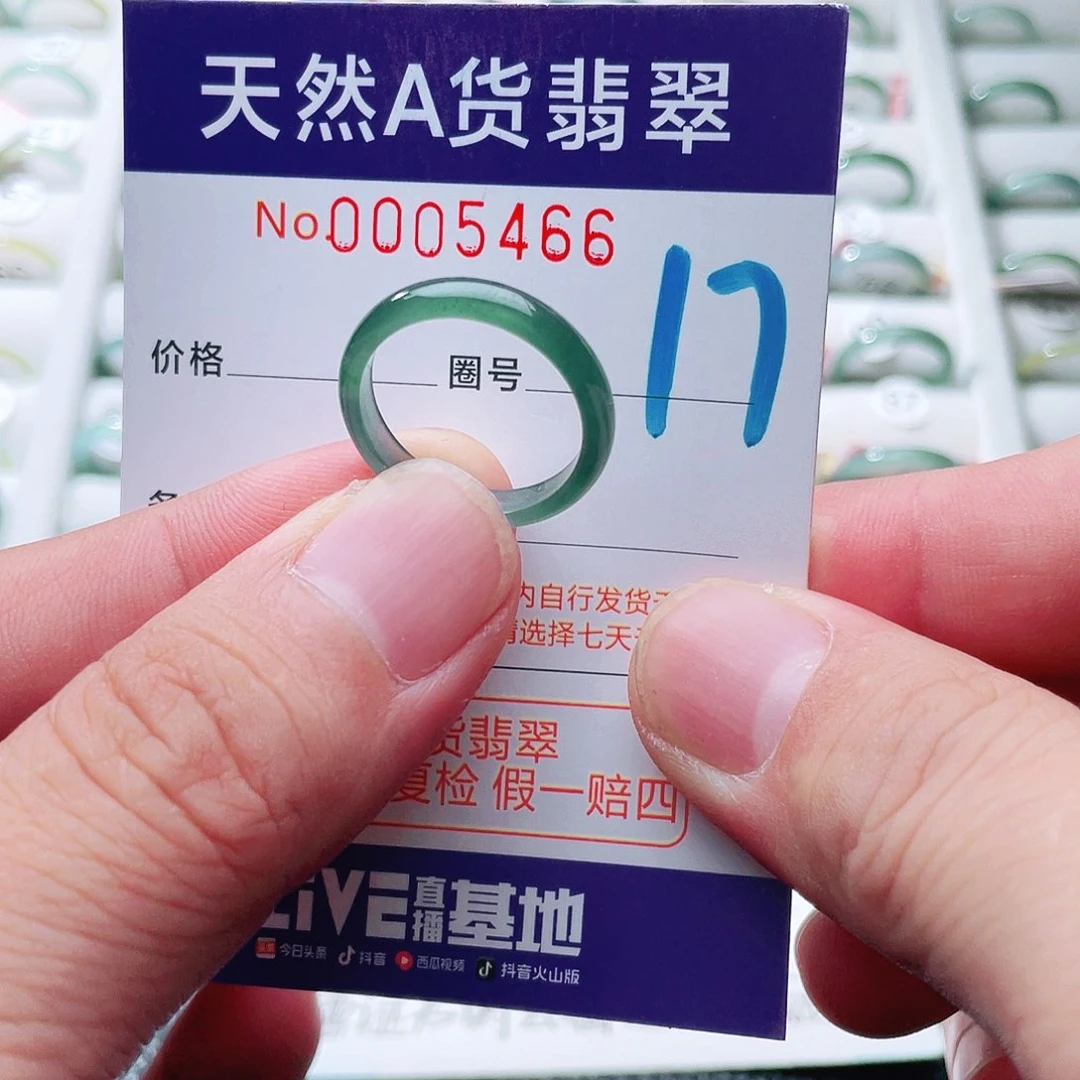 天然A货翡翠
No.0005466
17
价格 圈号
内自行发货
请选择七天
货翡翠
复检 假一赔四
LIVE直播基地
今日头条 抖音 西瓜视频 抖音火山版